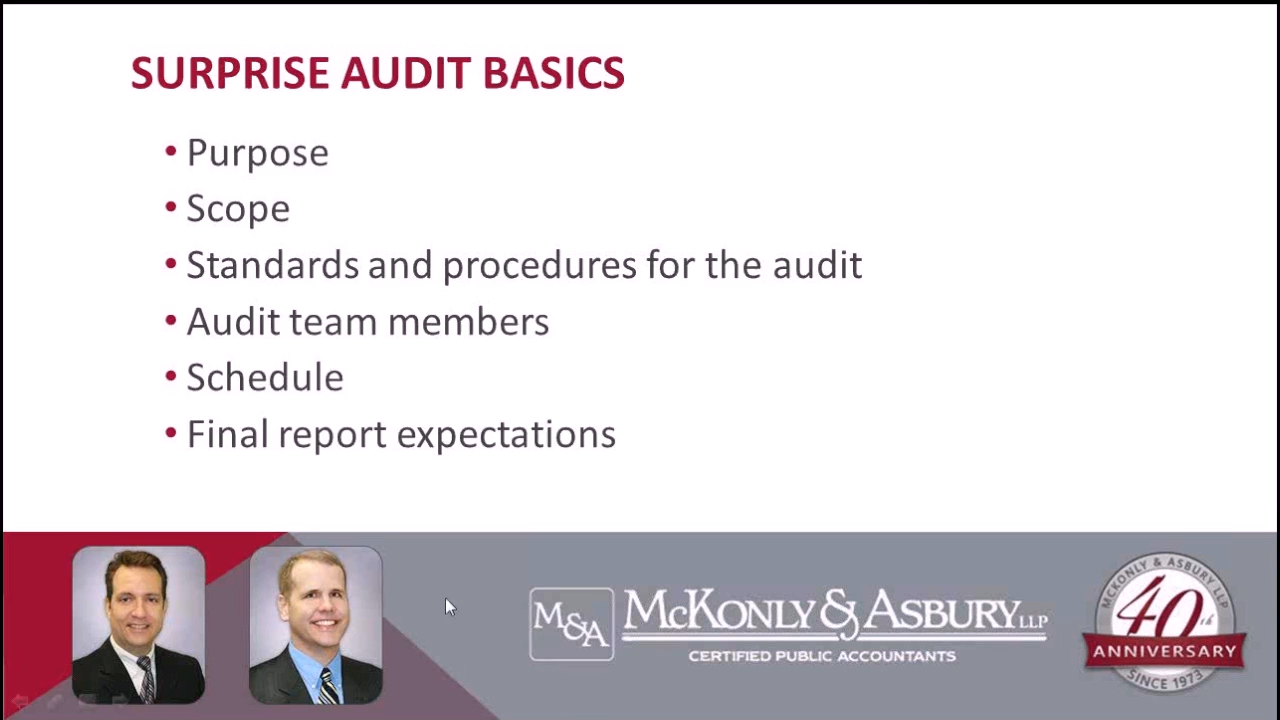 SURPRISE AUDIT BASICS
• Purpose
• Scope
• Standards and procedures for the audit
• Audit team members
• Schedule
• Final report expectations
M&A
McKonly & Asbury LLP
CERTIFIED PUBLIC ACCOUNTANTS
McKonly & Asbury LLP
40th
ANNIVERSARY
SINCE 1973